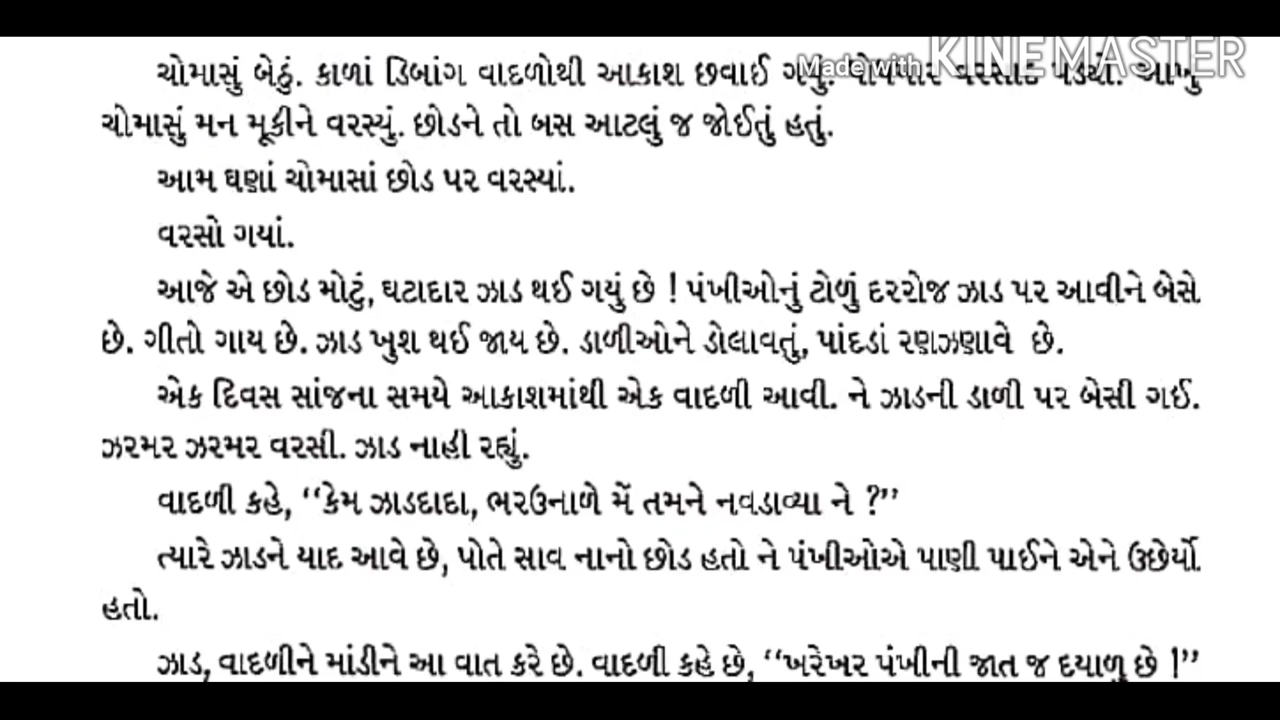 Made with KINEMASTER
ચોમાસું બેઠું. કાળાં ડિબાંગ વાદળોથી આકાશ છવાઈ ગયું.
ચોમાસું મન મૂકીને વરસ્યું. છોડને તો બસ આટલું જ જોઈતું હતું.
આમ ઘણાં ચોમાસાં છોડ પર વરસ્યાં.
વરસો ગયાં.
આજે એ છોડ મોટું, ઘટાદાર ઝાડ થઈ ગયું છે ! પંખીઓનું ટોળું દરરોજ ઝાડ પર આવીને બેસે
છે. ગીતો ગાય છે. ઝાડ ખુશ થઈ જાય છે. ડાળીઓને ડોલાવતું, પાંદડાં રણઝણાવે છે.
એક દિવસ સાંજના સમયે આકાશમાંથી એક વાદળી આવી. ને ઝાડની ડાળી પર બેસી ગઈ.
ઝરમર ઝરમર વરસી. ઝાડ નાહી રહ્યું.
વાદળી કહે, “કેમ ઝાડદાદા, ભરઉનાળે મેં તમને નવડાવ્યા ને ?”
ત્યારે ઝાડને યાદ આવે છે, પોતે સાવ નાનો છોડ હતો ને પંખીઓએ પાણી પાઈને એને ઉછેર્યો
હતો.
ઝાડ, વાદળીને માંડીને આ વાત કરે છે. વાદળી કહે છે, “ખરેખર પંખીની જાત જ દયાળુ છે !”